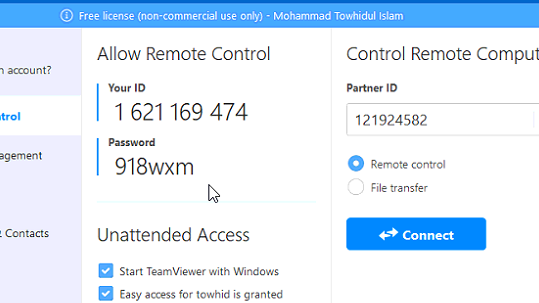 Free license (non-commercial use only) - Mohammad Towhidul Islam
n account?
ntrol
agement
Contacts
Allow Remote Control
Your ID
1 621 169 474
Password
918wxm
Unattended Access
Start TeamViewer with Windows
Easy access for towhid is granted
Control Remote Comput
Partner ID
121924582
Remote control
File transfer
Connect